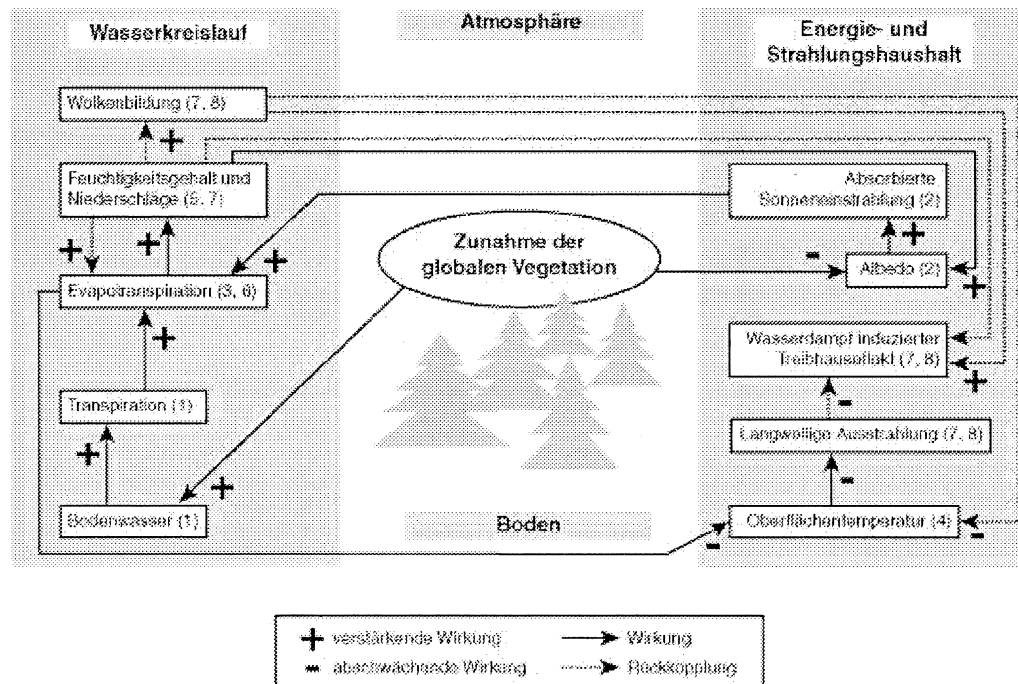 Wasserkreislauf
Atmosphäre
Energie- und
Strahlungshaushalt
Wolkenbildung (7, 8)
+
Feuchtigkeitsgehalt und
Niederschläge (5, 7)
Absorbierte
Sonneneinstrahlung (2)
+
+
+
Zunahme der
globalen Vegetation
-
+
Evapotranspiration (3, 6)
Albedo (2)
+
+
Wasserdampf induzierter
Treibhauseffekt (7, 8)
+
-
Transpiration (1)
Langwellige Ausstrahlung (7, 8)
+
-
+
Bodenwasser (1)
Boden
Oberflächentemperatur (4)
-
-
+ verstärkende Wirkung
Wirkung
- abschwächende Wirkung
Rückkopplung